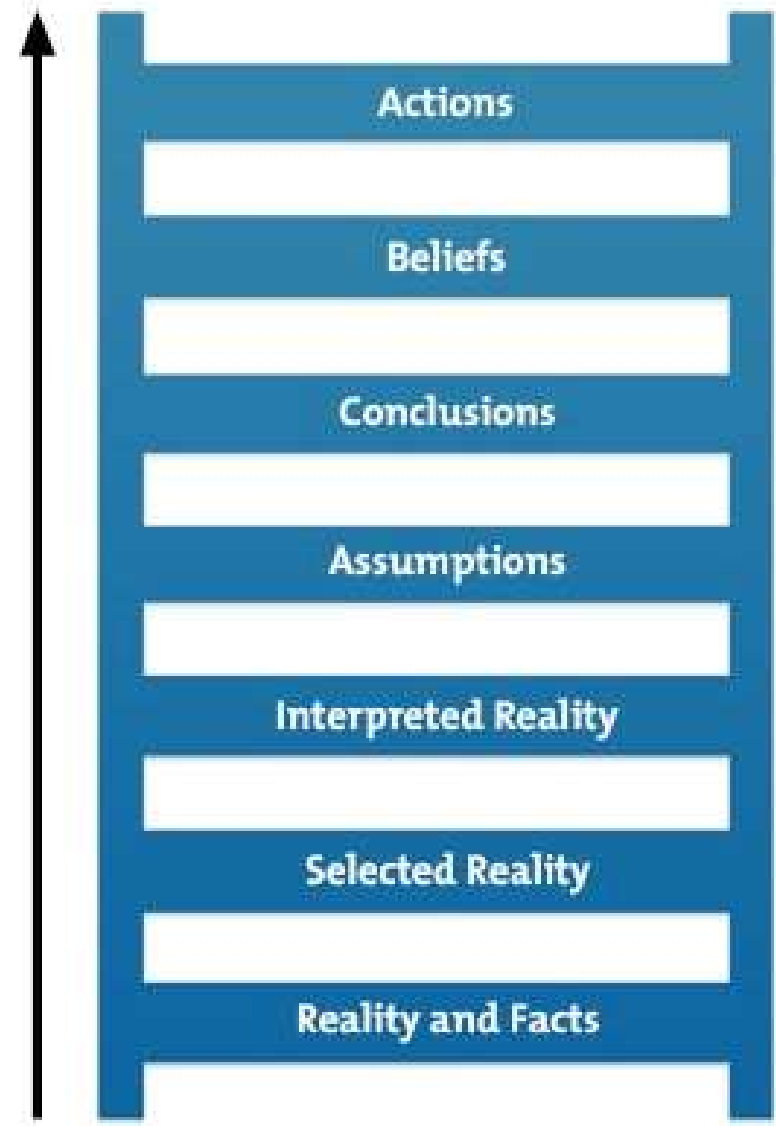 Actions
Beliefs
Conclusions
Assumptions
Interpreted Reality
Selected Reality
Reality and Facts